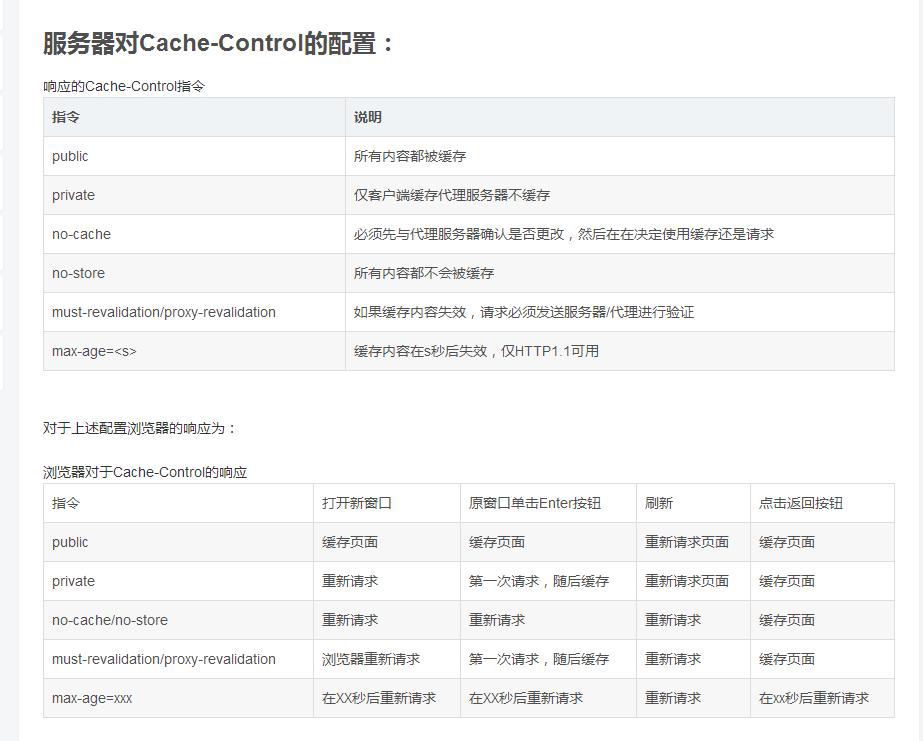 服务器对Cache-Control的配置：
响应的Cache-Control指令
指令 说明
public 所有内容都被缓存
private 仅客户端缓存代理服务器不缓存
no-cache 必须先与代理服务器确认是否更改，然后在在决定使用缓存还是请求
no-store 所有内容都不会被缓存
must-revalidation/proxy-revalidation 如果缓存内容失效，请求必须发送服务器/代理进行验证
max-age=<s> 缓存内容在s秒后失效，仅HTTP1.1可用
对于上述配置浏览器的响应为：
浏览器对于Cache-Control的响应
指令 打开新窗口 原窗口单击Enter按钮 刷新 点击返回按钮
public 缓存页面 缓存页面 重新请求页面 缓存页面
private 重新请求 第一次请求，随后缓存 重新请求页面 缓存页面
no-cache/no-store 重新请求 重新请求 重新请求 缓存页面
must-revalidation/proxy-revalidation 浏览器重新请求 第一次请求，随后缓存 重新请求 缓存页面
max-age=xxx 在XX秒后重新请求 在XX秒后重新请求 重新请求 在xx秒后重新请求